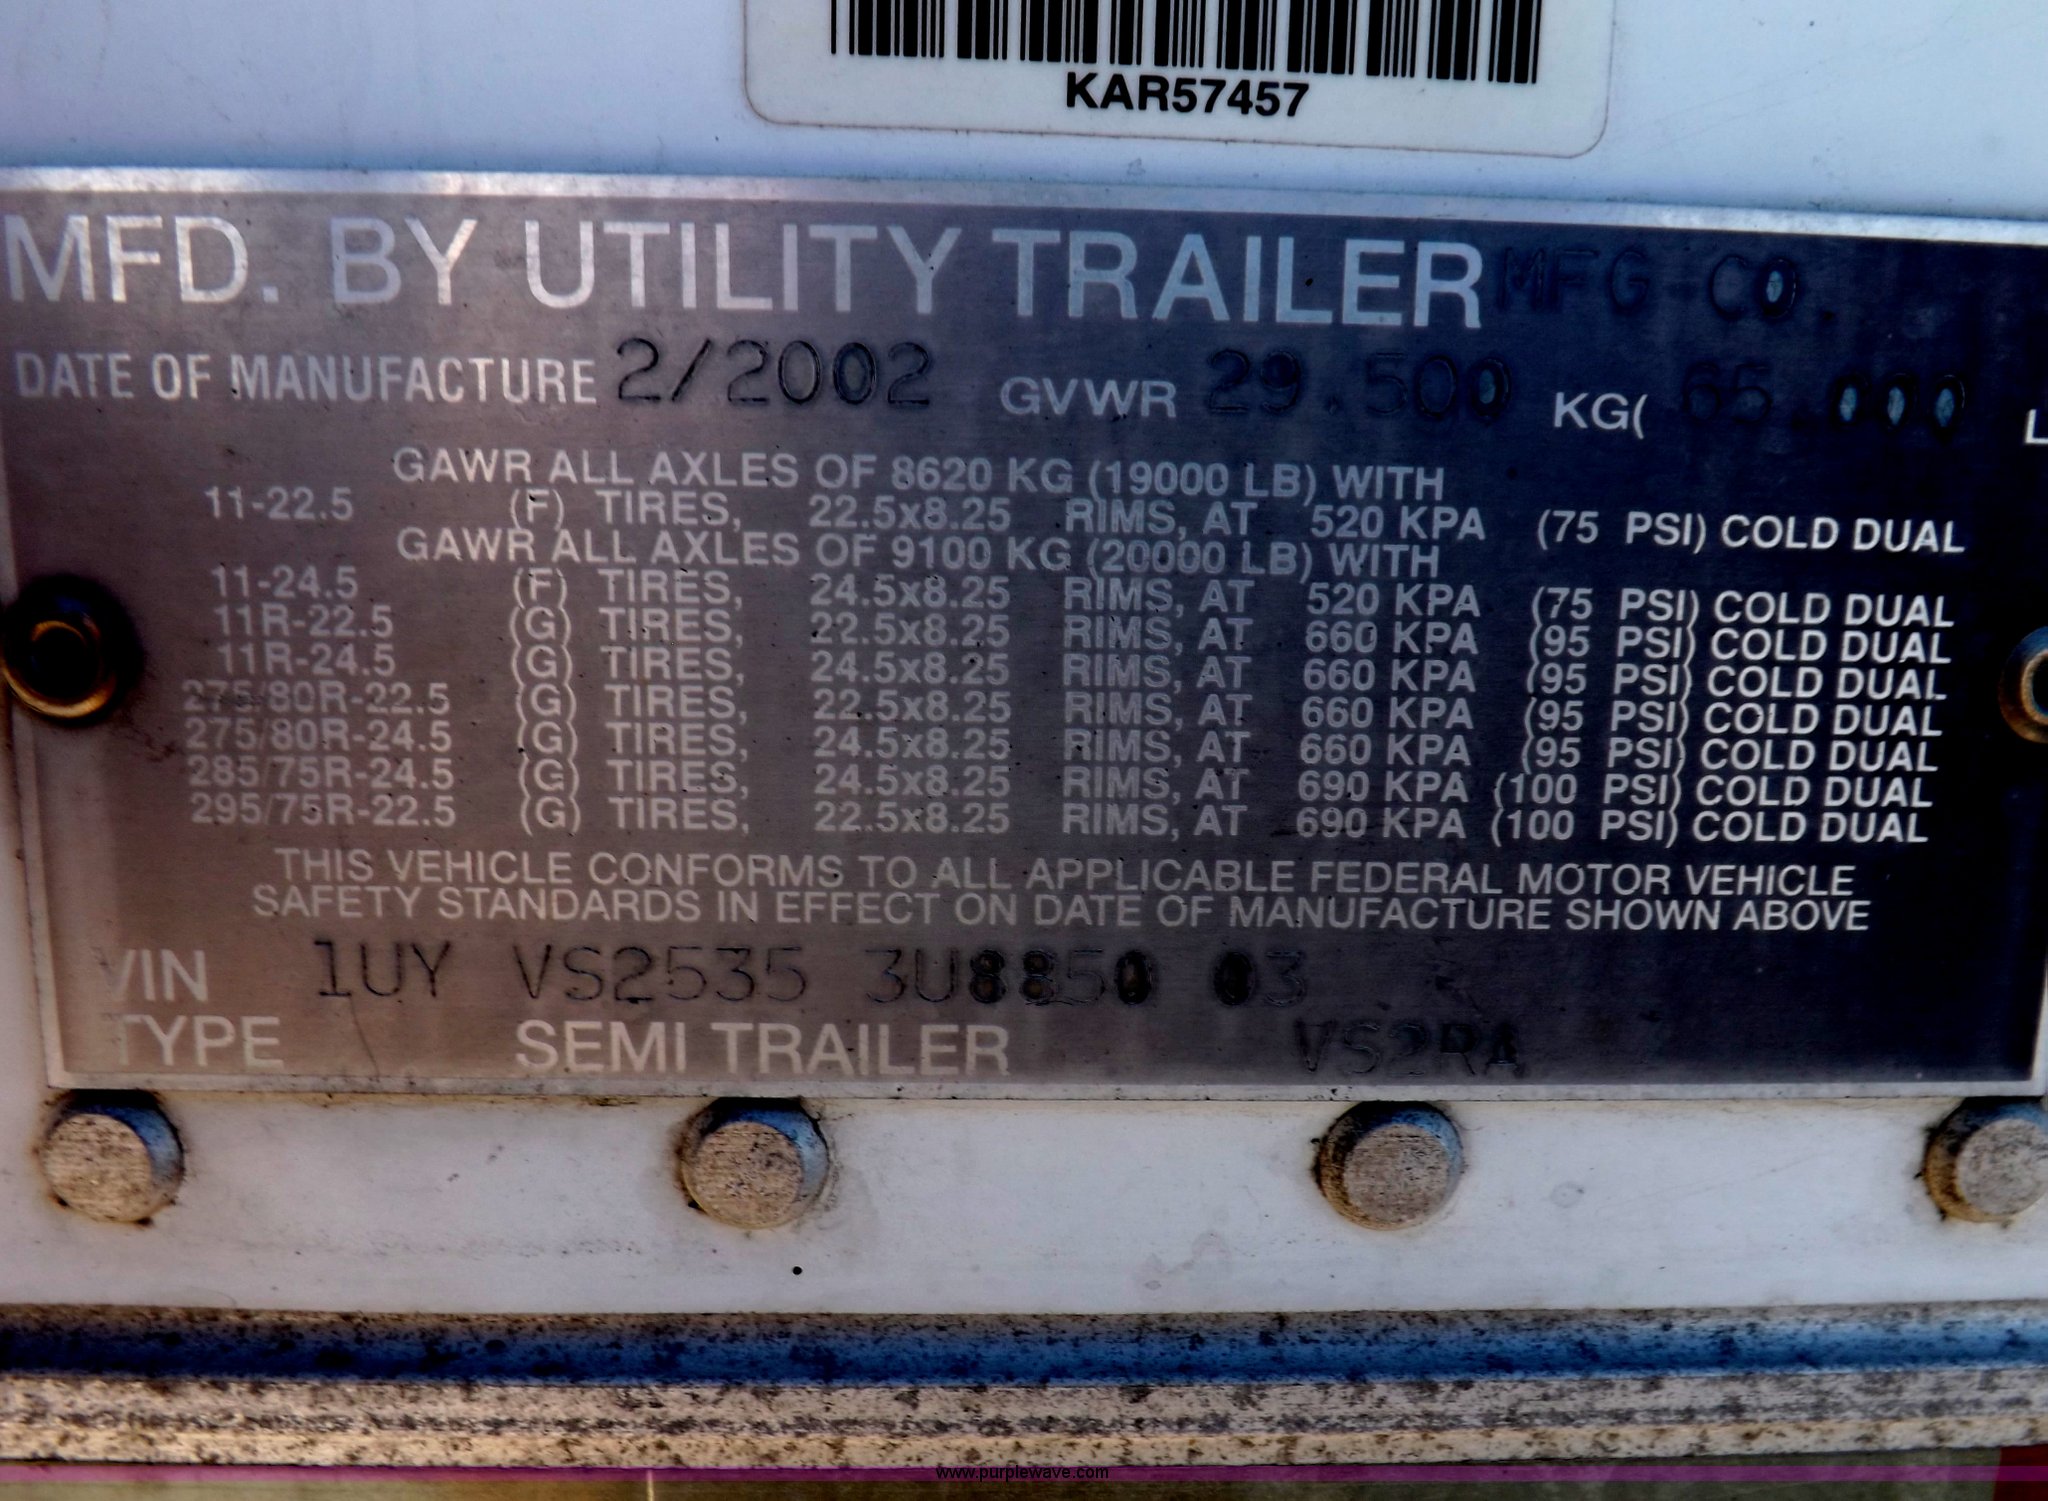 KAR57457
MFD. BY UTILITY TRAILER MFG CO.
DATE OF MANUFACTURE 2/2002 GVWR 29.500 KG( 65.000 L
GAWR ALL AXLES OF 8620 KG (19000 LB) WITH
11-22.5 (F) TIRES, 22.5x8.25 RIMS, AT 520 KPA (75 PSI) COLD DUAL
GAWR ALL AXLES OF 9100 KG (20000 LB) WITH
11-24.5 (F) TIRES, 24.5x8.25 RIMS, AT 520 KPA (75 PSI) COLD DUAL
11R-22.5 (G) TIRES, 22.5x8.25 RIMS, AT 660 KPA (95 PSI) COLD DUAL
11R-24.5 (G) TIRES, 24.5x8.25 RIMS, AT 660 KPA (95 PSI) COLD DUAL
275/80R-22.5 (G) TIRES, 22.5x8.25 RIMS, AT 660 KPA (95 PSI) COLD DUAL
275/80R-24.5 (G) TIRES, 24.5x8.25 RIMS, AT 660 KPA (95 PSI) COLD DUAL
285/75R-24.5 (G) TIRES, 24.5x8.25 RIMS, AT 690 KPA (100 PSI) COLD DUAL
295/75R-22.5 (G) TIRES, 22.5x8.25 RIMS, AT 690 KPA (100 PSI) COLD DUAL
THIS VEHICLE CONFORMS TO ALL APPLICABLE FEDERAL MOTOR VEHICLE
SAFETY STANDARDS IN EFFECT ON DATE OF MANUFACTURE SHOWN ABOVE
VIN 1UY VS2535 3U8850 03
TYPE SEMI TRAILER VS2RA
www.purplewave.com